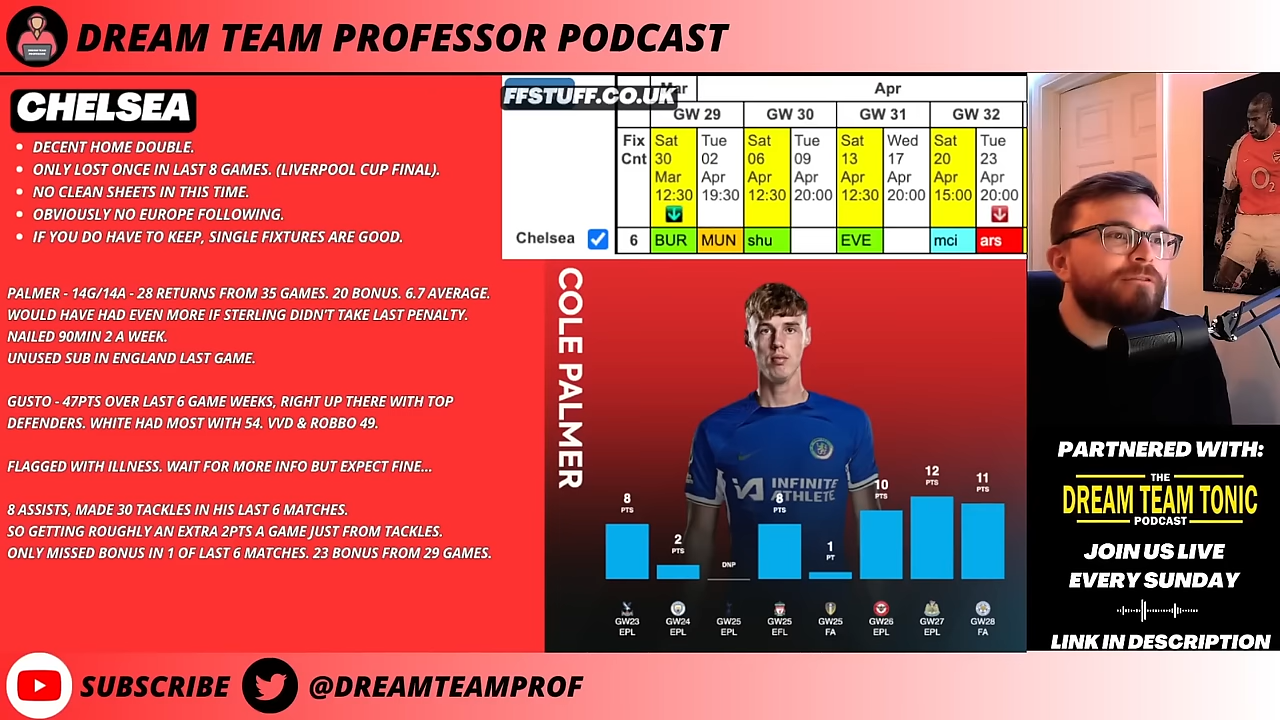 DREAM TEAM PROFESSOR PODCAST
CHELSEA
DECENT HOME DOUBLE.
ONLY LOST ONCE IN LAST 8 GAMES. (LIVERPOOL CUP FINAL).
NO CLEAN SHEETS IN THIS TIME.
OBVIOUSLY NO EUROPE FOLLOWING.
IF YOU DO HAVE TO KEEP, SINGLE FIXTURES ARE GOOD.
PALMER - 14G/14A - 28 RETURNS FROM 35 GAMES. 20 BONUS. 6.7 AVERAGE.
WOULD HAVE HAD EVEN MORE IF STERLING DIDN'T TAKE LAST PENALTY.
NAILED 90MIN 2 A WEEK.
UNUSED SUB IN ENGLAND LAST GAME.
GUSTO - 47PTS OVER LAST 6 GAME WEEKS, RIGHT UP THERE WITH TOP
DEFENDERS. WHITE HAD MOST WITH 54. VVD & ROBBO 49.
FLAGGED WITH ILLNESS. WAIT FOR MORE INFO BUT EXPECT FINE...
8 ASSISTS, MADE 30 TACKLES IN HIS LAST 6 MATCHES.
SO GETTING ROUGHLY AN EXTRA 2PTS A GAME JUST FROM TACKLES.
ONLY MISSED BONUS IN 1 OF LAST 6 MATCHES. 23 BONUS FROM 29 GAMES.
FFSTUFF.CO.UK
Apr
GW 29 GW 30 GW 31 GW 32
Fix Sat Tue Sat Tue Sat Wed Sat Tue
Cnt 30 02 06 09 13 17 20 23
Mar Apr Apr Apr Apr Apr Apr Apr
12:30 19:30 12:30 20:00 12:30 20:00 15:00 20:00
Chelsea 6 BUR MUN shu EVE mci ars
COLE PALMER
INFINITE
ATHLETE
8 2 DNP 8 1 10 12 11
PTS PTS PTS PT PTS PTS PTS
GW23 GW24 GW25 GW25 GW25 GW26 GW27 GW28
EPL EPL EPL EFL FA EPL EPL FA
O2
PARTNERED WITH:
THE
DREAM TEAM TONIC
PODCAST
JOIN US LIVE
EVERY SUNDAY
LINK IN DESCRIPTION
SUBSCRIBE @DREAMTEAMPROF